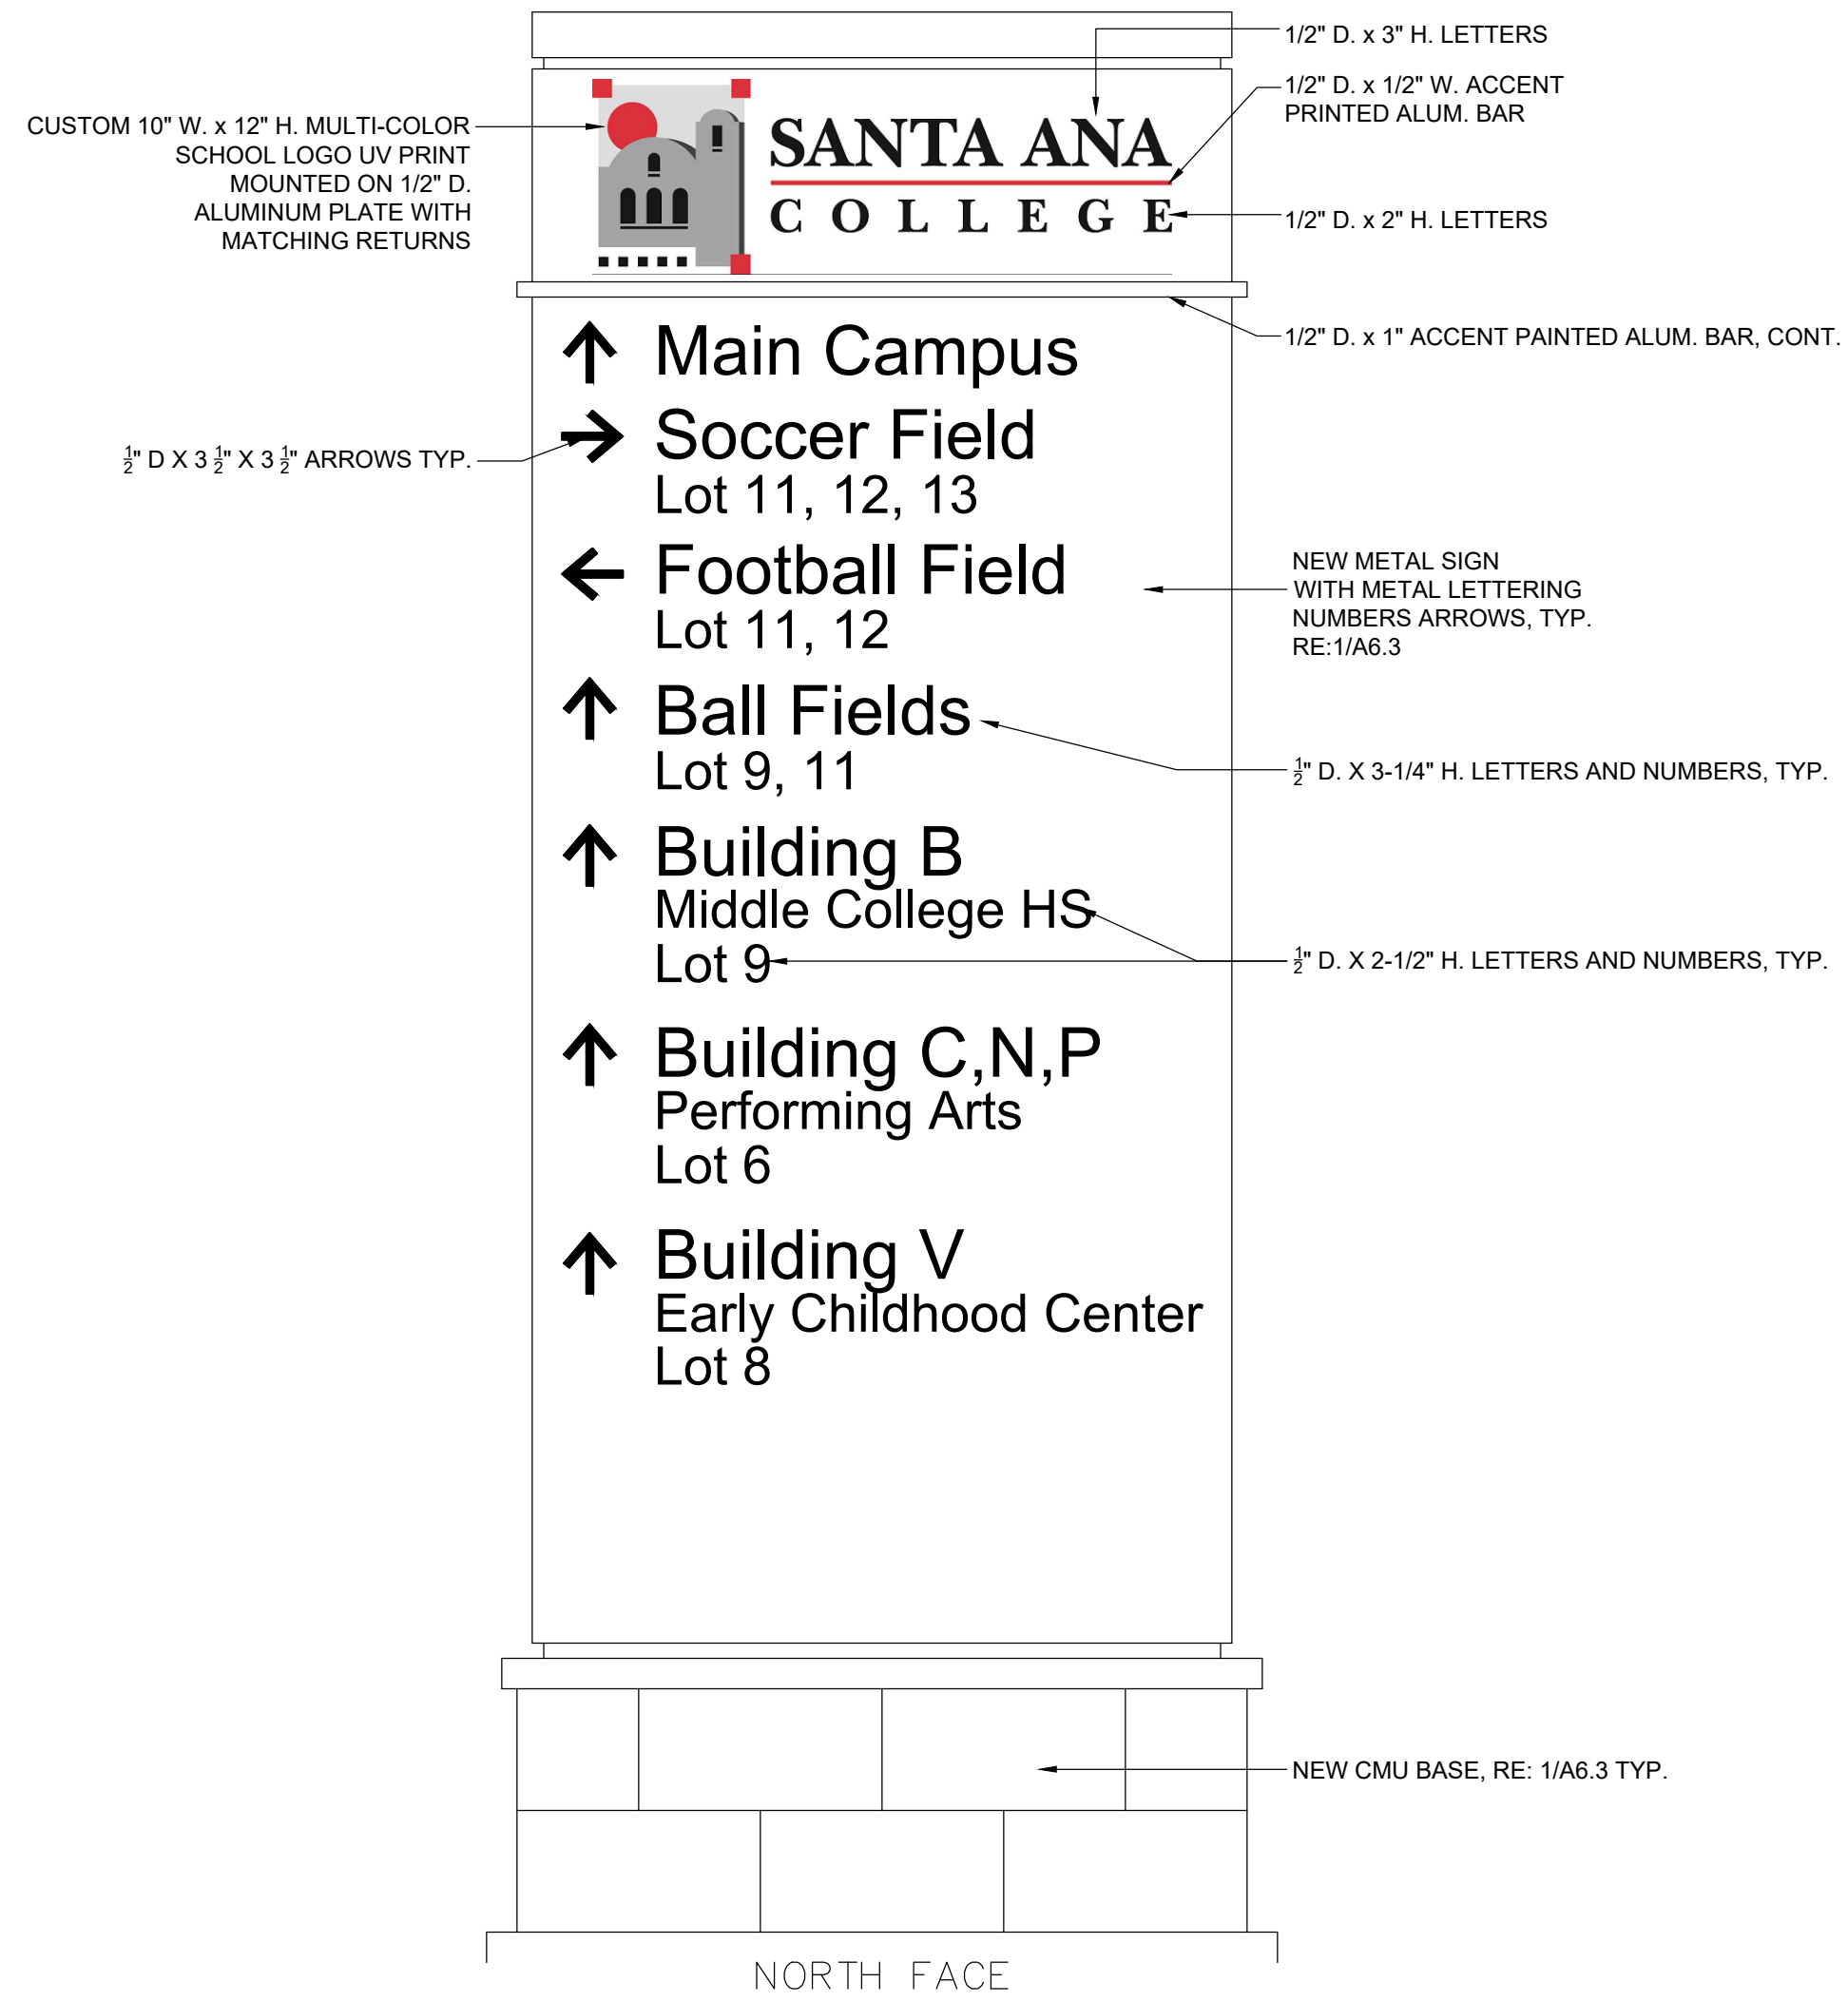 1/2" D. x 3" H. LETTERS
1/2" D. x 1/2" W. ACCENT
PRINTED ALUM. BAR
CUSTOM 10" W. x 12" H. MULTI-COLOR
SCHOOL LOGO UV PRINT
MOUNTED ON 1/2" D.
ALUMINUM PLATE WITH
MATCHING RETURNS
SANTA ANA
COLLEGE
1/2" D. x 2" H. LETTERS
1/2" D. x 1" ACCENT PAINTED ALUM. BAR, CONT.
Main Campus
Soccer Field
Lot 11, 12, 13
½" D X 3 ½" X 3 ½" ARROWS TYP.
Football Field
Lot 11, 12
NEW METAL SIGN
WITH METAL LETTERING
NUMBERS ARROWS, TYP.
RE:1/A6.3
Ball Fields
Lot 9, 11
½" D. X 3-1/4" H. LETTERS AND NUMBERS, TYP.
Building B
Middle College HS
Lot 9
½" D. X 2-1/2" H. LETTERS AND NUMBERS, TYP.
Building C,N,P
Performing Arts
Lot 6
Building V
Early Childhood Center
Lot 8
NEW CMU BASE, RE: 1/A6.3 TYP.
NORTH FACE